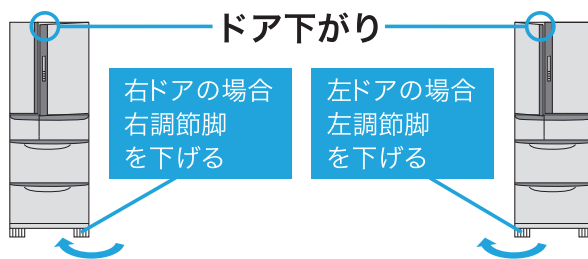 ドア下がり
右ドアの場合
右調節脚
を下げる
左ドアの場合
左調節脚
を下げる